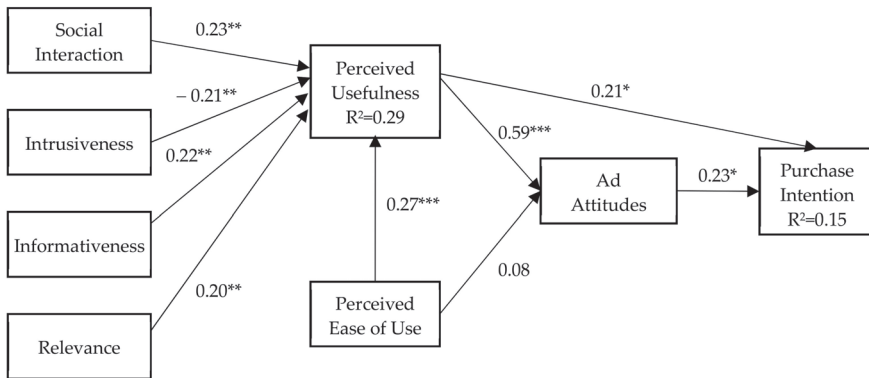 Social
Interaction
Intrusiveness
Informativeness
Relevance
0.23**
− 0.21**
0.22**
0.20**
Perceived
Usefulness
R²=0.29
0.27***
Perceived
Ease of Use
0.21*
0.59***
0.08
Ad
Attitudes
0.23*
Purchase
Intention
R²=0.15